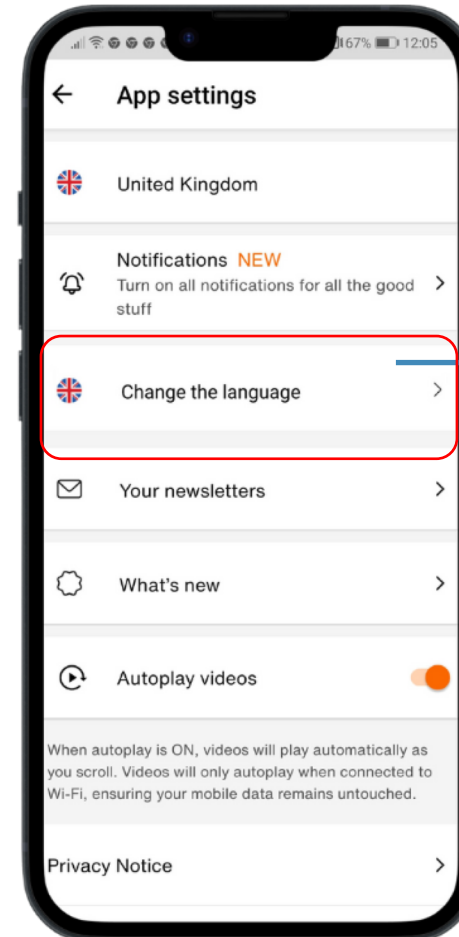 67% 12:05
App settings
United Kingdom
Notifications NEW
Turn on all notifications for all the good
stuff
Change the language
Your newsletters
What's new
Autoplay videos
When autoplay is ON, videos will play automatically as
you scroll. Videos will only autoplay when connected to
Wi-Fi, ensuring your mobile data remains untouched.
Privacy Notice